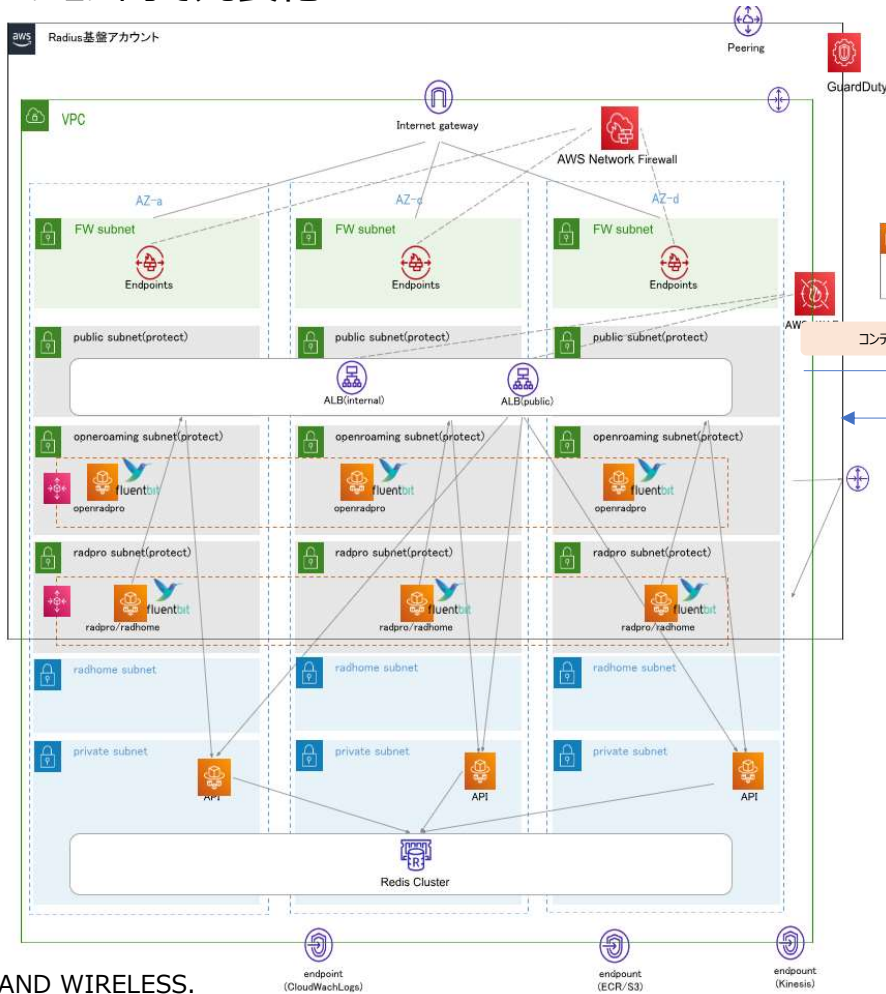 aws
Radius基盤アカウント
Peering
GuardDuty
VPC
Internet gateway
AWS Network Firewall
AZ-a
AZ-c
AZ-d
FW subnet
FW subnet
FW subnet
Endpoints
Endpoints
Endpoints
public subnet(protect)
public subnet(protect)
public subnet(protect)
コンテ
ALB(internal)
ALB(public)
opneroaming subnet(protect)
openroaming subnet(protect)
openroaming subnet(protect)
fluentbit
fluentbit
fluentbit
openradpro
openradpro
openradpro
radpro subnet(protect)
radpro subnet(protect)
radpro subnet(protect)
fluentbit
fluentbit
fluentbit
radpro/radhome
radpro/radhome
radpro/radhome
radhome subnet
radhome subnet
radhome subnet
private subnet
private subnet
private subnet
API
API
API
R
Redis Cluster
endpoint
(CloudWachLogs)
endpount
(ECR/S3)
endpount
(Kinesis)
AND WIRELESS.